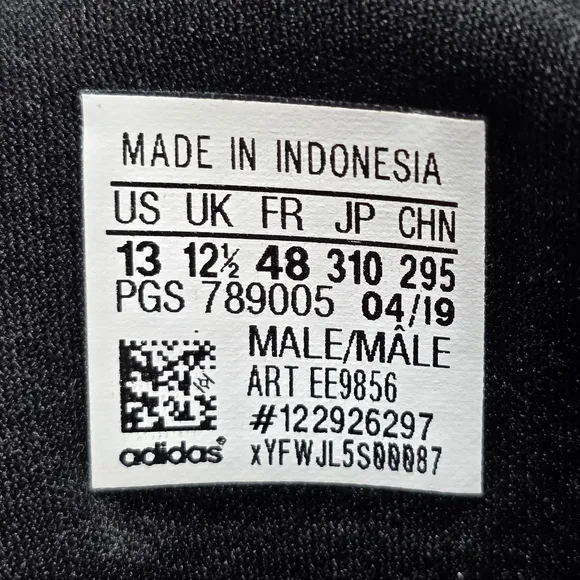 MADE IN INDONESIA
US UK FR JP CHN
13 12½ 48 310 295
PGS 789005 04/19
MALE/MÂLE
ART EE9856
#122926297
adidas® xYFWJL5S00087